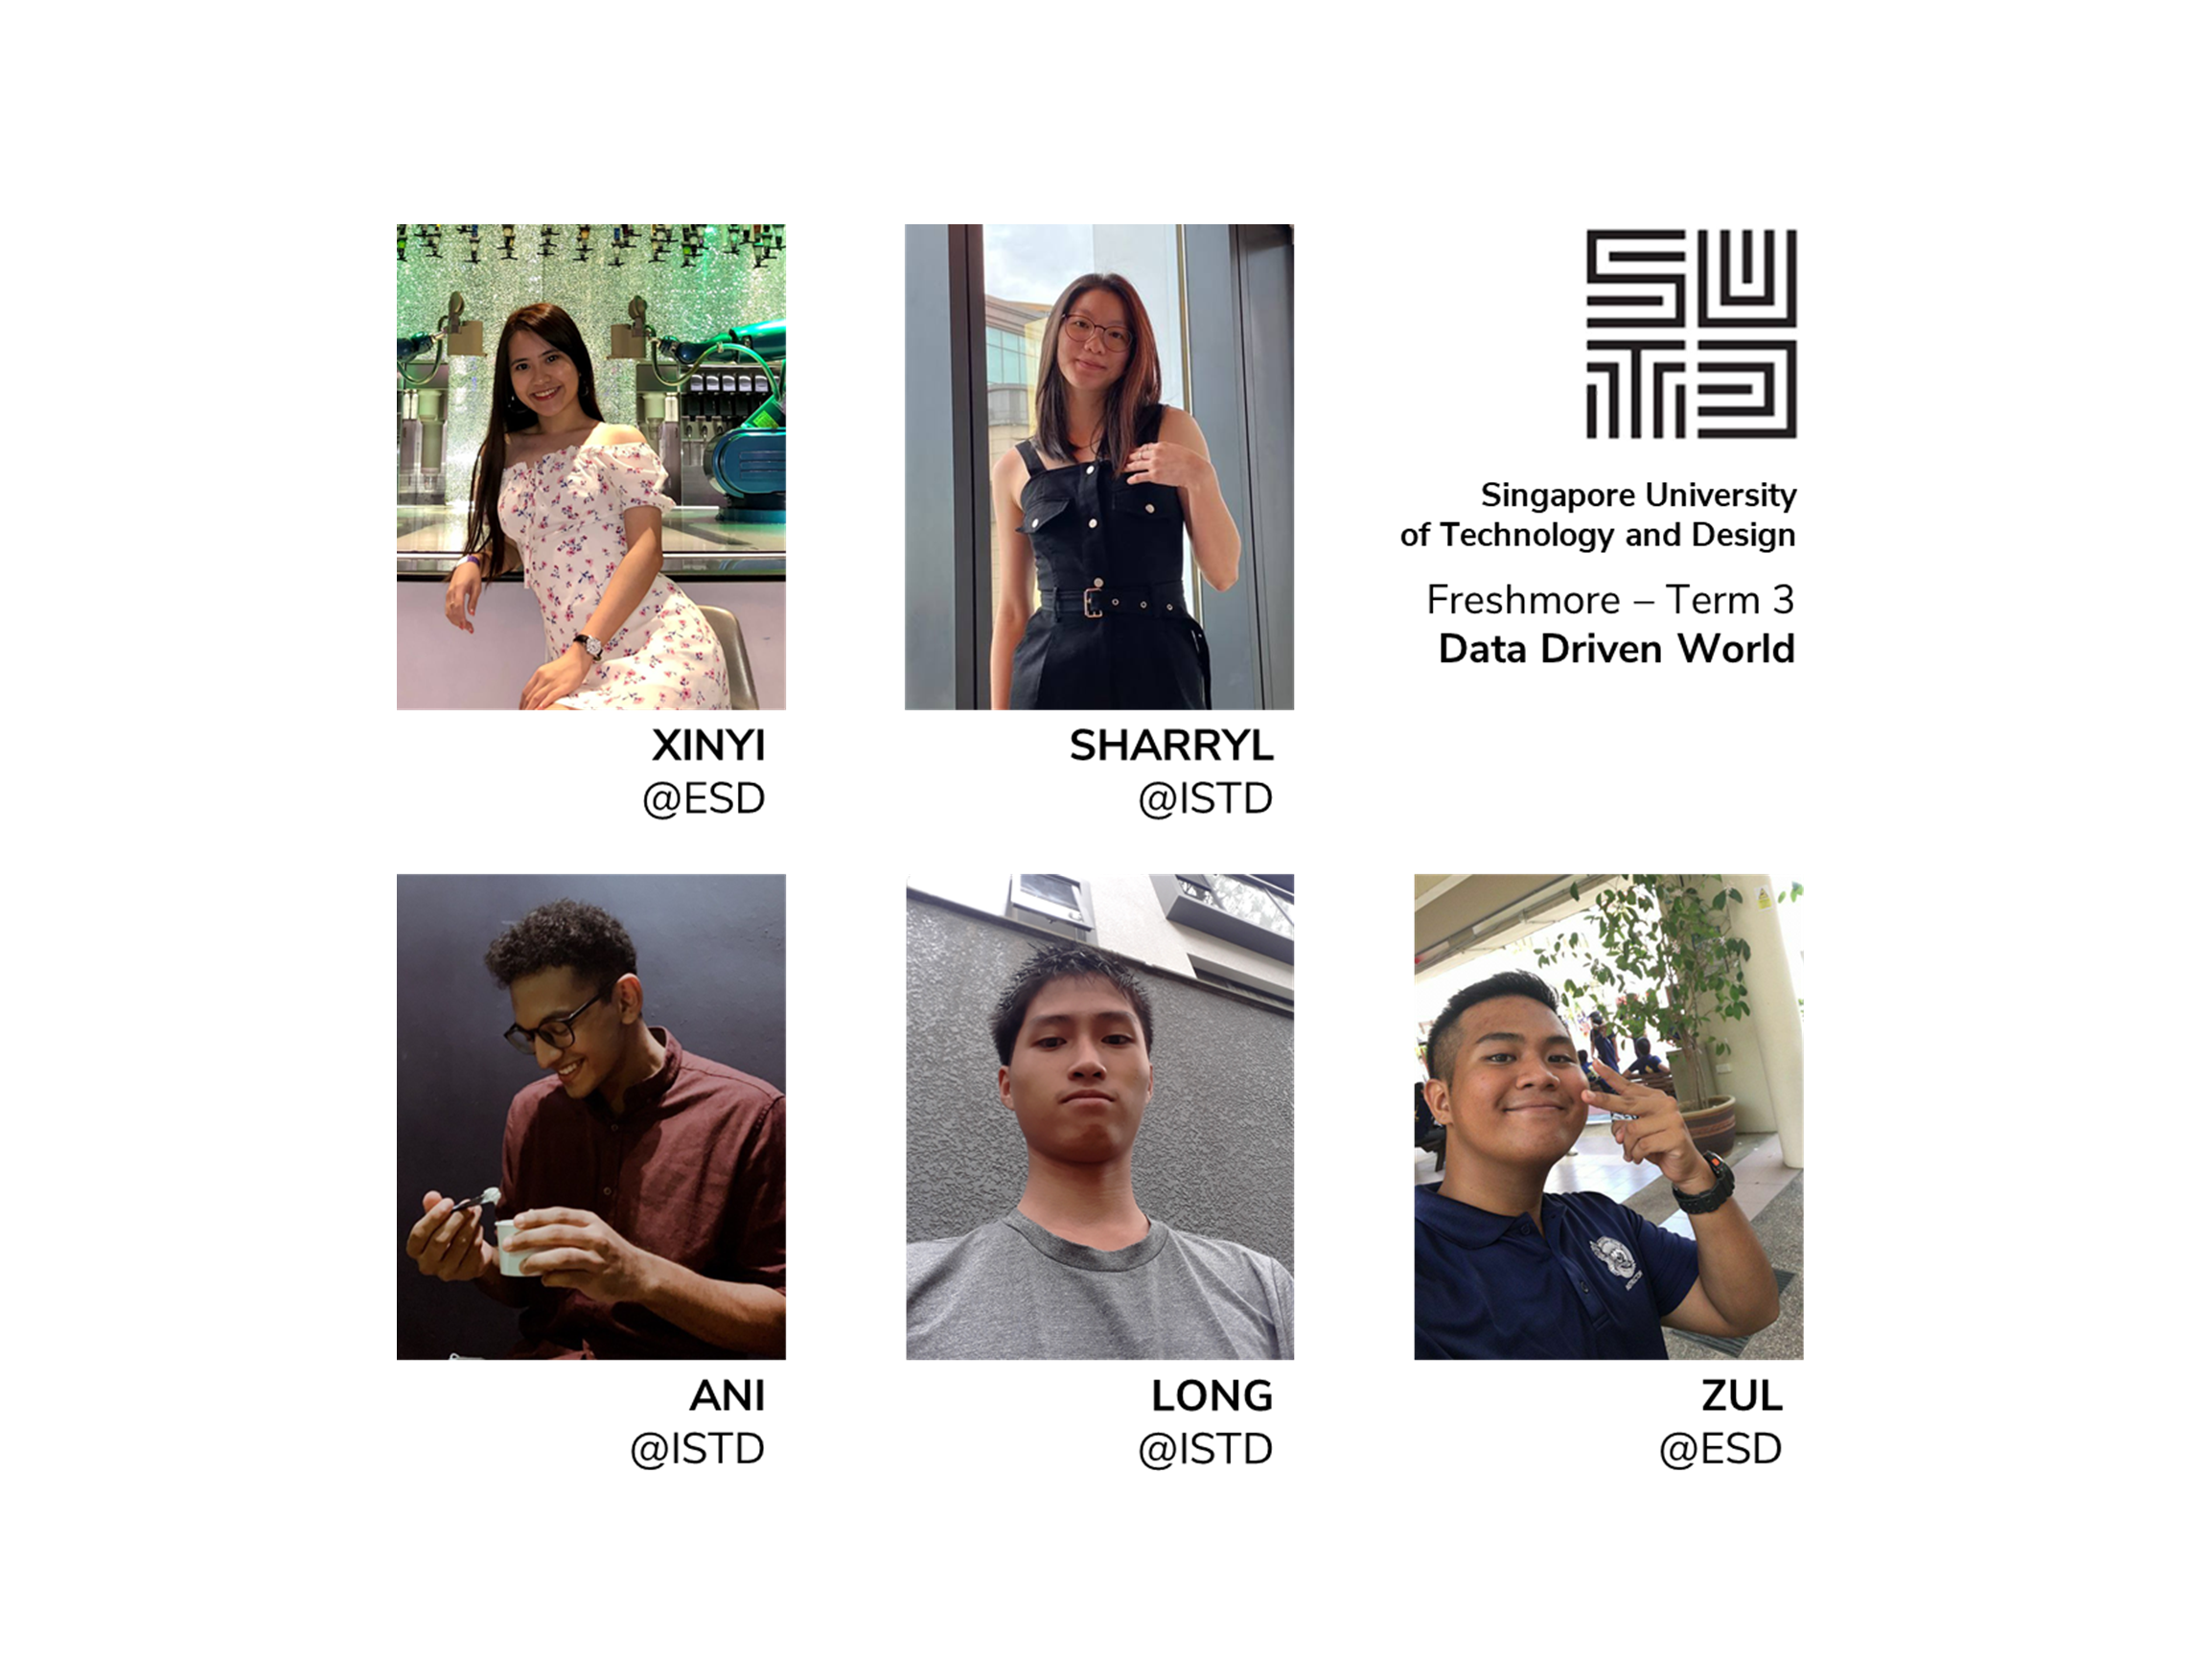 SUTD
Singapore University
of Technology and Design
Freshmore – Term 3
Data Driven World
XINYI
@ESD
SHARRYL
@ISTD
ANI
@ISTD
LONG
@ISTD
ZUL
@ESD